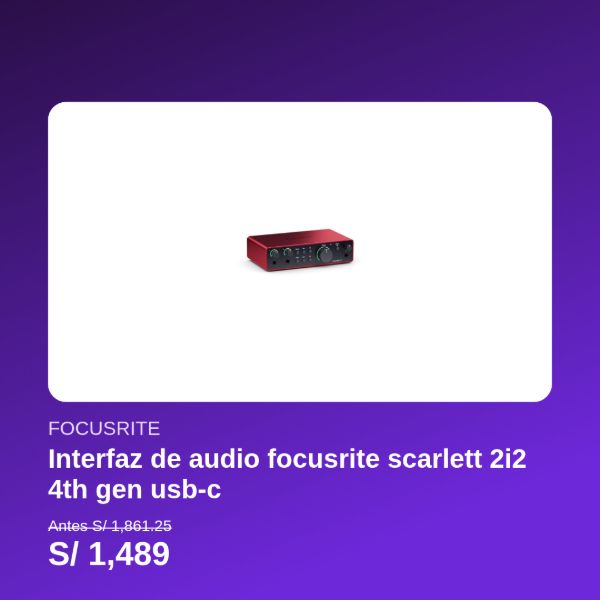 FOCUSRITE
Interfaz de audio focusrite scarlett 2i2
4th gen usb-c
Antes S/ 1,861.25
S/ 1,489